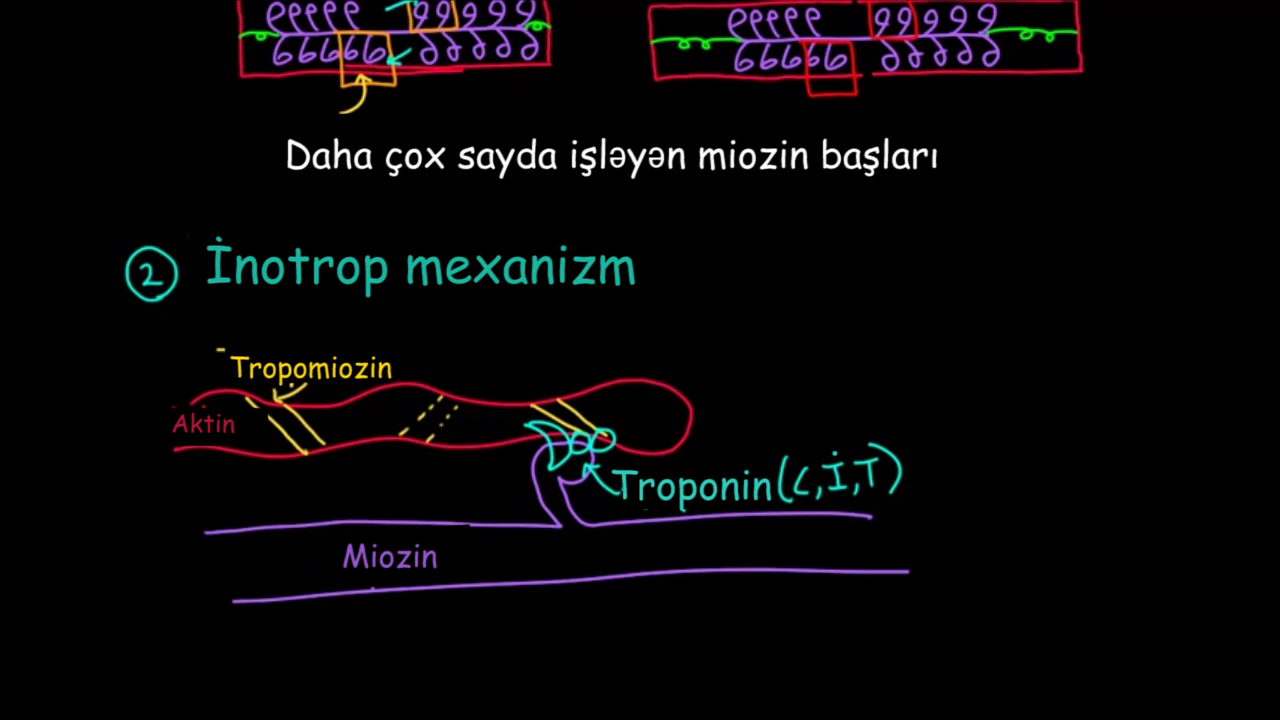 Daha çox sayda işləyən miozin başları
2 İnotrop mexanizm
Tropomiozin
Aktin
Troponin (C, İ, T)
Miozin